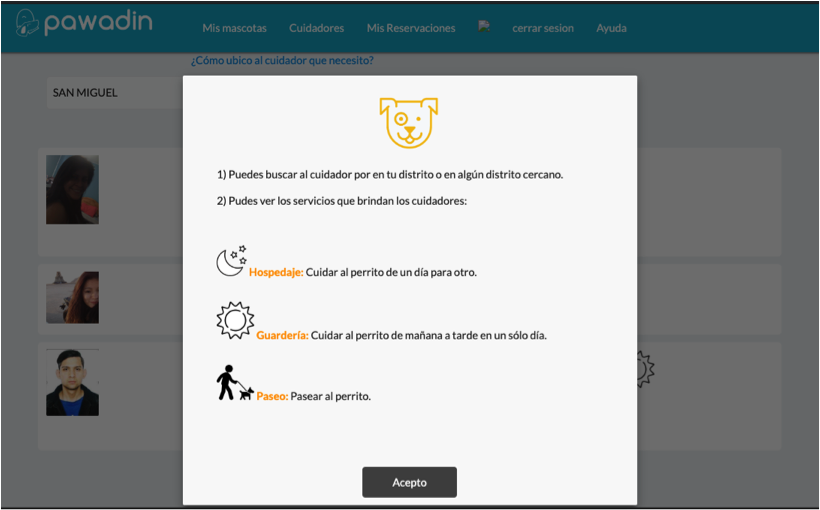 pawadin
Mis mascotas Cuidadores Mis Reservaciones cerrar sesion Ayuda
¿Cómo ubico al cuidador que necesito?
SAN MIGUEL
1) Puedes buscar al cuidador por en tu distrito o en algún distrito cercano.
2) Pudes ver los servicios que brindan los cuidadores:
Hospedaje: Cuidar al perrito de un día para otro.
Guardería: Cuidar al perrito de mañana a tarde en un sólo día.
Paseo: Pasear al perrito.
Acepto